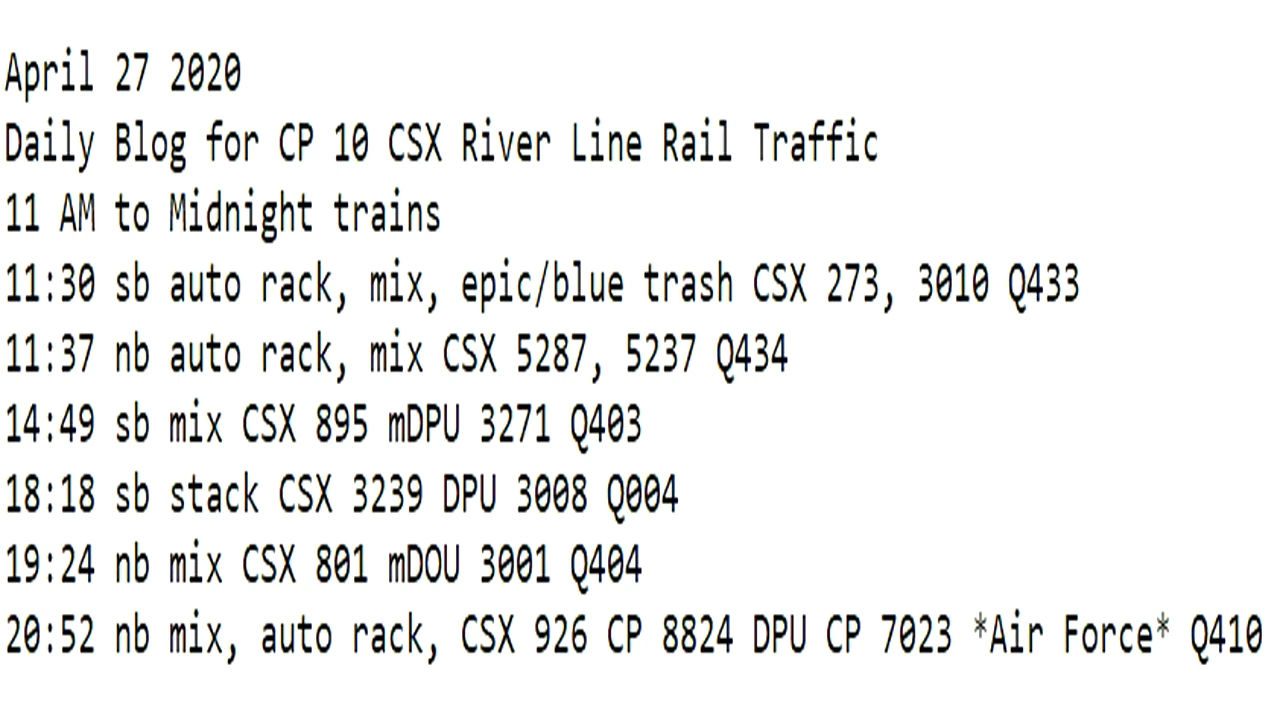 April 27 2020
Daily Blog for CP 10 CSX River Line Rail Traffic
11 AM to Midnight trains
11:30 sb auto rack, mix, epic/blue trash CSX 273, 3010 Q433
11:37 nb auto rack, mix CSX 5287, 5237 Q434
14:49 sb mix CSX 895 mDPU 3271 Q403
18:18 sb stack CSX 3239 DPU 3008 Q004
19:24 nb mix CSX 801 mDOU 3001 Q404
20:52 nb mix, auto rack, CSX 926 CP 8824 DPU CP 7023 *Air Force* Q410